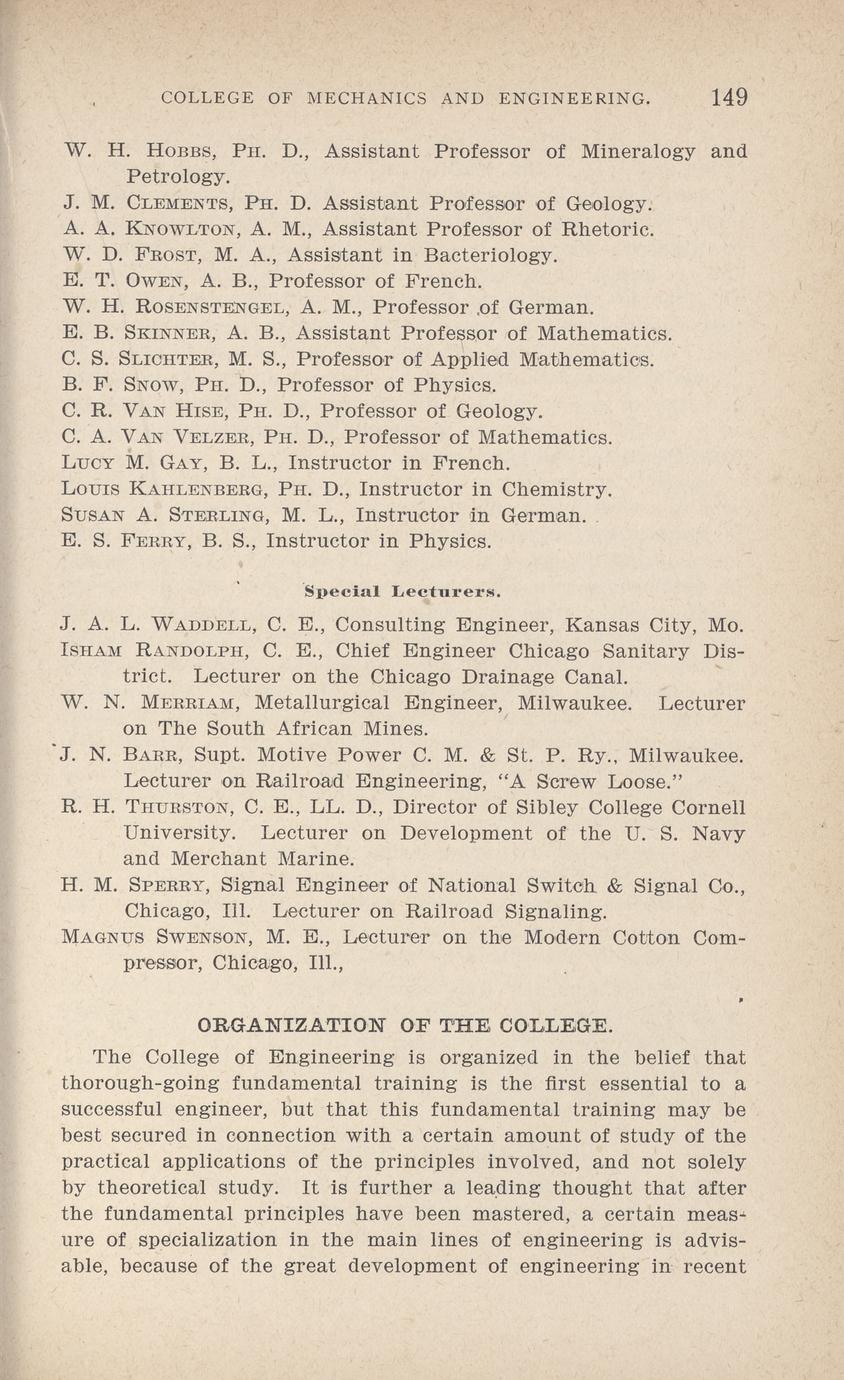 COLLEGE OF MECHANICS AND ENGINEERING. 149
W. H. HOBBS, PH. D., Assistant Professor of Mineralogy and
Petrology.
J. M. CLEMENTS, PH. D. Assistant Professor of Geology.
A. A. KNOWLTON, A. M., Assistant Professor of Rhetoric.
W. D. FROST, M. A., Assistant in Bacteriology.
E. T. OWEN, A. B., Professor of French.
W. H. ROSENSTENGEL, A. M., Professor of German.
E. B. SKINNER, A. B., Assistant Professor of Mathematics.
C. S. SLICHTER, M. S., Professor of Applied Mathematics.
B. F. SNOW, PH. D., Professor of Physics.
C. R. VAN HISE, PH. D., Professor of Geology.
C. A. VAN VELZER, PH. D., Professor of Mathematics.
LUCY M. GAY, B. L., Instructor in French.
LOUIS KAHLENBERG, PH. D., Instructor in Chemistry.
SUSAN A. STERLING, M. L., Instructor in German.
E. S. FERRY, B. S., Instructor in Physics.
Special Lecturers.
J. A. L. WADDELL, C. E., Consulting Engineer, Kansas City, Mo.
ISHAM RANDOLPH, C. E., Chief Engineer Chicago Sanitary Dis-
trict. Lecturer on the Chicago Drainage Canal.
W. N. MERRIAM, Metallurgical Engineer, Milwaukee. Lecturer
on The South African Mines.
J. N. BARR, Supt. Motive Power C. M. & St. P. Ry., Milwaukee.
Lecturer on Railroad Engineering, “A Screw Loose.”
R. H. THURSTON, C. E., LL. D., Director of Sibley College Cornell
University. Lecturer on Development of the U. S. Navy
and Merchant Marine.
H. M. SPERRY, Signal Engineer of National Switch & Signal Co.,
Chicago, Ill. Lecturer on Railroad Signaling.
MAGNUS SWENSON, M. E., Lecturer on the Modern Cotton Com-
pressor, Chicago, Ill.,
ORGANIZATION OF THE COLLEGE.
The College of Engineering is organized in the belief that
thorough-going fundamental training is the first essential to a
successful engineer, but that this fundamental training may be
best secured in connection with a certain amount of study of the
practical applications of the principles involved, and not solely
by theoretical study. It is further a leading thought that after
the fundamental principles have been mastered, a certain meas-
ure of specialization in the main lines of engineering is advis-
able, because of the great development of engineering in recent